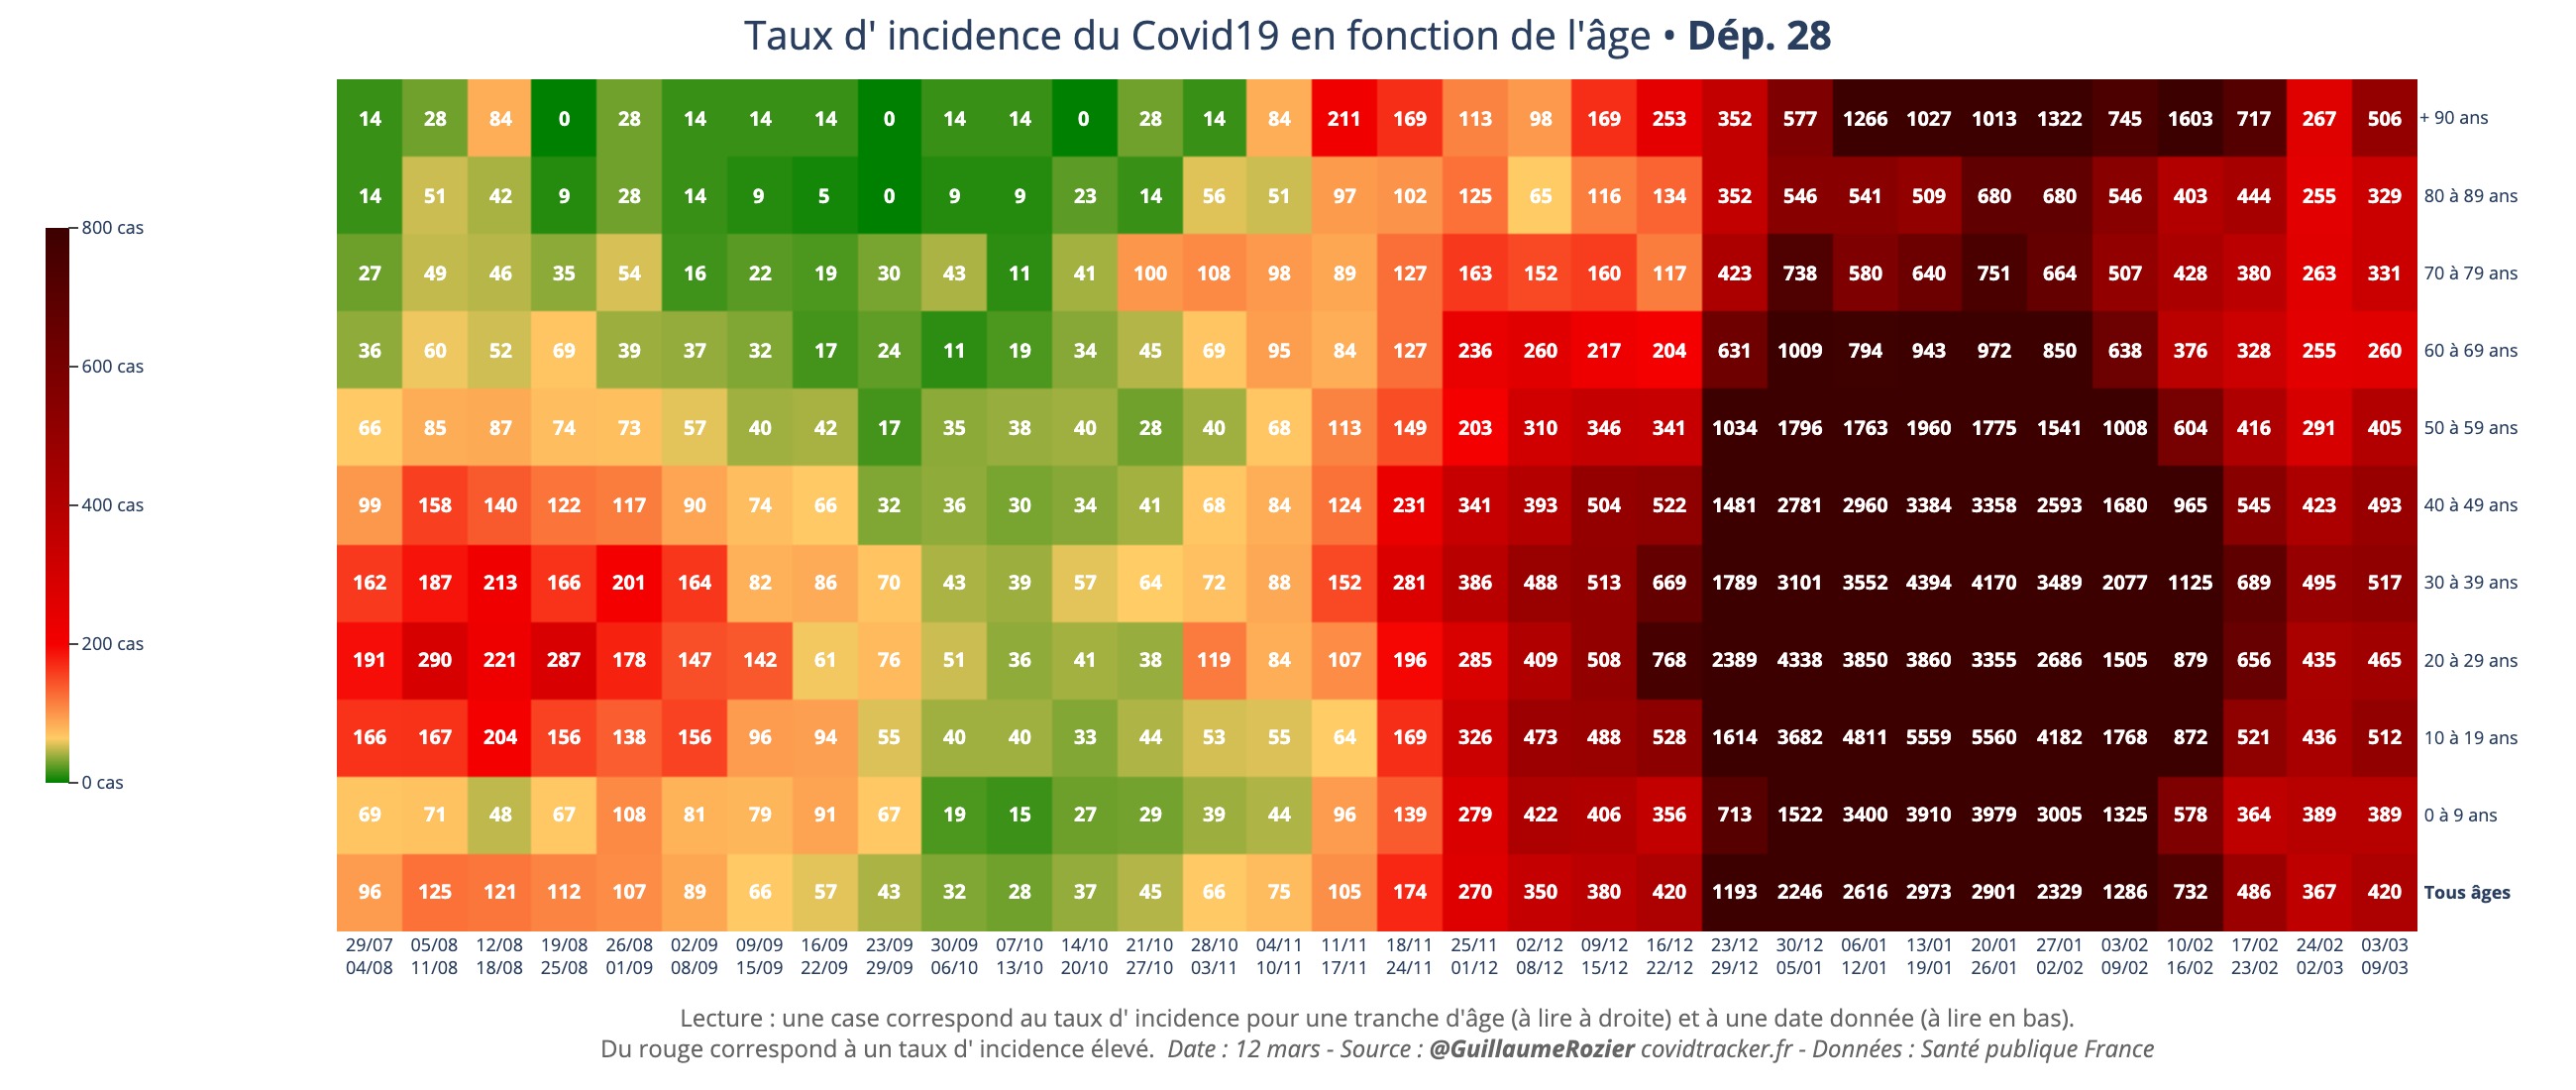 Taux d' incidence du Covid19 en fonction de l'âge • Dép. 28
800 cas
600 cas
400 cas
200 cas
0 cas
14 28 84 0 28 14 14 14 0 14 14 0 28 14 84 211 169 113 98 169 253 352 577 1266 1027 1013 1322 745 1603 717 267 506 + 90 ans
14 51 42 9 28 14 9 5 0 9 9 23 14 56 51 97 102 125 65 116 134 352 546 541 509 680 680 546 403 444 255 329 80 à 89 ans
27 49 46 35 54 16 22 19 30 43 11 41 100 108 98 89 127 163 152 160 117 423 738 580 640 751 664 507 428 380 263 331 70 à 79 ans
36 60 52 69 39 37 32 17 24 11 19 34 45 69 95 84 127 236 260 217 204 631 1009 794 943 972 850 638 376 328 255 260 60 à 69 ans
66 85 87 74 73 57 40 42 17 35 38 40 28 40 68 113 149 203 310 346 341 1034 1796 1763 1960 1775 1541 1008 604 416 291 405 50 à 59 ans
99 158 140 122 117 90 74 66 32 36 30 34 41 68 84 124 231 341 393 504 522 1481 2781 2960 3384 3358 2593 1680 965 545 423 493 40 à 49 ans
162 187 213 166 201 164 82 86 70 43 39 57 64 72 88 152 281 386 488 513 669 1789 3101 3552 4394 4170 3489 2077 1125 689 495 517 30 à 39 ans
191 290 221 287 178 147 142 61 76 51 36 41 38 119 84 107 196 285 409 508 768 2389 4338 3850 3860 3355 2686 1505 879 656 435 465 20 à 29 ans
166 167 204 156 138 156 96 94 55 40 40 33 44 53 55 64 169 326 473 488 528 1614 3682 4811 5559 5560 4182 1768 872 521 436 512 10 à 19 ans
69 71 48 67 108 81 79 91 67 19 15 27 29 39 44 96 139 279 422 406 356 713 1522 3400 3910 3979 3005 1325 578 364 389 389 0 à 9 ans
96 125 121 112 107 89 66 57 43 32 28 37 45 66 75 105 174 270 350 380 420 1193 2246 2616 2973 2901 2329 1286 732 486 367 420 Tous âges
29/07 05/08 12/08 19/08 26/08 02/09 09/09 16/09 23/09 30/09 07/10 14/10 21/10 28/10 04/11 11/11 18/11 25/11 02/12 09/12 16/12 23/12 30/12 06/01 13/01 20/01 27/01 03/02 10/02 17/02 24/02 03/03
04/08 11/08 18/08 25/08 01/09 08/09 15/09 22/09 29/09 06/10 13/10 20/10 27/10 03/11 10/11 17/11 24/11 01/12 08/12 15/12 22/12 29/12 05/01 12/01 19/01 26/01 02/02 09/02 16/02 23/02 02/03 09/03
Lecture : une case correspond au taux d' incidence pour une tranche d'âge (à lire à droite) et à une date donnée (à lire en bas).
Du rouge correspond à un taux d' incidence élevé. Date : 12 mars - Source : @GuillaumeRozier covidtracker.fr - Données : Santé publique France